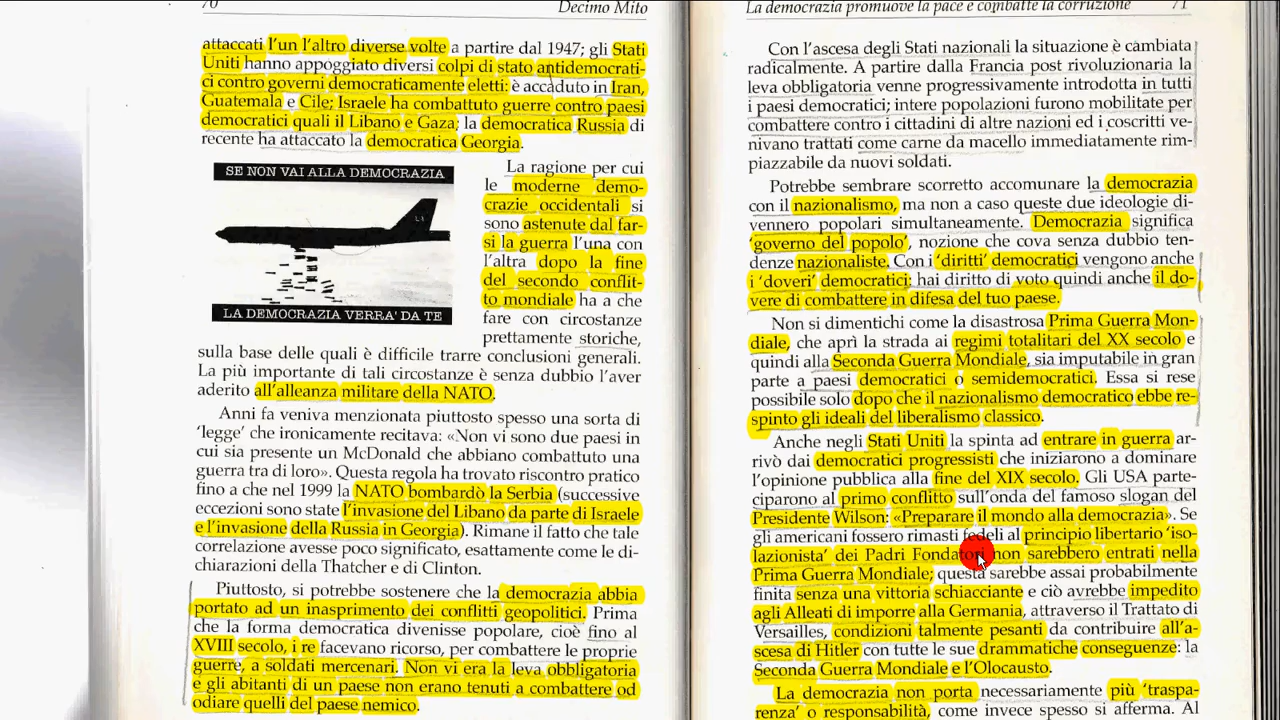 70
Decimo Mito
attaccati l'un l'altro diverse volte a partire dal 1947; gli Stati
Uniti hanno appoggiato diversi colpi di stato antidemocrati-
ci contro governi democraticamente eletti: è accaduto in Iran,
Guatemala e Cile; Israele ha combattuto guerre contro paesi
democratici quali il Libano e Gaza; la democratica Russia di
recente ha attaccato la democratica Georgia.
SE NON VAI ALLA DEMOCRAZIA
LA DEMOCRAZIA VERRA' DA TE
La ragione per cui
le moderne demo-
crazie occidentali si
sono astenute dal far-
si la guerra l'una con
l'altra dopo la fine
del secondo conflit-
to mondiale ha a che
fare con circostanze
prettamente storiche,
sulla base delle quali è difficile trarre conclusioni generali.
La più importante di tali circostanze è senza dubbio l'aver
aderito all'alleanza militare della NATO.
Anni fa veniva menzionata piuttosto spesso una sorta di
'legge' che ironicamente recitava: «Non vi sono due paesi in
cui sia presente un McDonald che abbiano combattuto una
guerra tra di loro». Questa regola ha trovato riscontro pratico
fino a che nel 1999 la NATO bombardò la Serbia (successive
eccezioni sono state l'invasione del Libano da parte di Israele
e l'invasione della Russia in Georgia). Rimane il fatto che tale
correlazione avesse poco significato, esattamente come le di-
chiarazioni della Thatcher e di Clinton.
Piuttosto, si potrebbe sostenere che la democrazia abbia
portato ad un inasprimento dei conflitti geopolitici. Prima
che la forma democratica divenisse popolare, cioè fino al
XVIII secolo, i re facevano ricorso, per combattere le proprie
guerre, a soldati mercenari. Non vi era la leva obbligatoria
e gli abitanti di un paese non erano tenuti a combattere od
odiare quelli del paese nemico.
La democrazia promuove la pace e combatte la corruzione
71
Con l'ascesa degli Stati nazionali la situazione è cambiata
radicalmente. A partire dalla Francia post rivoluzionaria la
leva obbligatoria venne progressivamente introdotta in tutti
i paesi democratici; intere popolazioni furono mobilitate per
combattere contro i cittadini di altre nazioni ed i coscritti ve-
nivano trattati come carne da macello immediatamente rim-
piazzabile da nuovi soldati.
Potrebbe sembrare scorretto accomunare la democrazia
con il nazionalismo, ma non a caso queste due ideologie di-
vennero popolari simultaneamente. Democrazia significa
'governo del popolo', nozione che cova senza dubbio ten-
denze nazionaliste. Con i 'diritti' democratici vengono anche
i 'doveri' democratici: hai diritto di voto quindi anche il do-
vere di combattere in difesa del tuo paese.
Non si dimentichi come la disastrosa Prima Guerra Mon-
diale, che aprì la strada ai regimi totalitari del XX secolo e
quindi alla Seconda Guerra Mondiale, sia imputabile in gran
parte a paesi democratici o semidemocratici. Essa si rese
possibile solo dopo che il nazionalismo democratico ebbe re-
spinto gli ideali del liberalismo classico.
Anche negli Stati Uniti la spinta ad entrare in guerra ar-
rivò dai democratici progressisti che iniziarono a dominare
l'opinione pubblica alla fine del XIX secolo. Gli USA parte-
ciparono al primo conflitto sull'onda del famoso slogan del
Presidente Wilson: «Preparare il mondo alla democrazia». Se
gli americani fossero rimasti fedeli al principio libertario 'iso-
lazionista' dei Padri Fondatori non sarebbero entrati nella
Prima Guerra Mondiale; questa sarebbe assai probabilmente
finita senza una vittoria schiacciante e ciò avrebbe impedito
agli Alleati di imporre alla Germania, attraverso il Trattato di
Versailles, condizioni talmente pesanti da contribuire all'a-
scesa di Hitler con tutte le sue drammatiche conseguenze: la
Seconda Guerra Mondiale e l'Olocausto.
La democrazia non porta necessariamente più 'traspa-
renza' o responsabilità, come invece spesso si afferma. Al